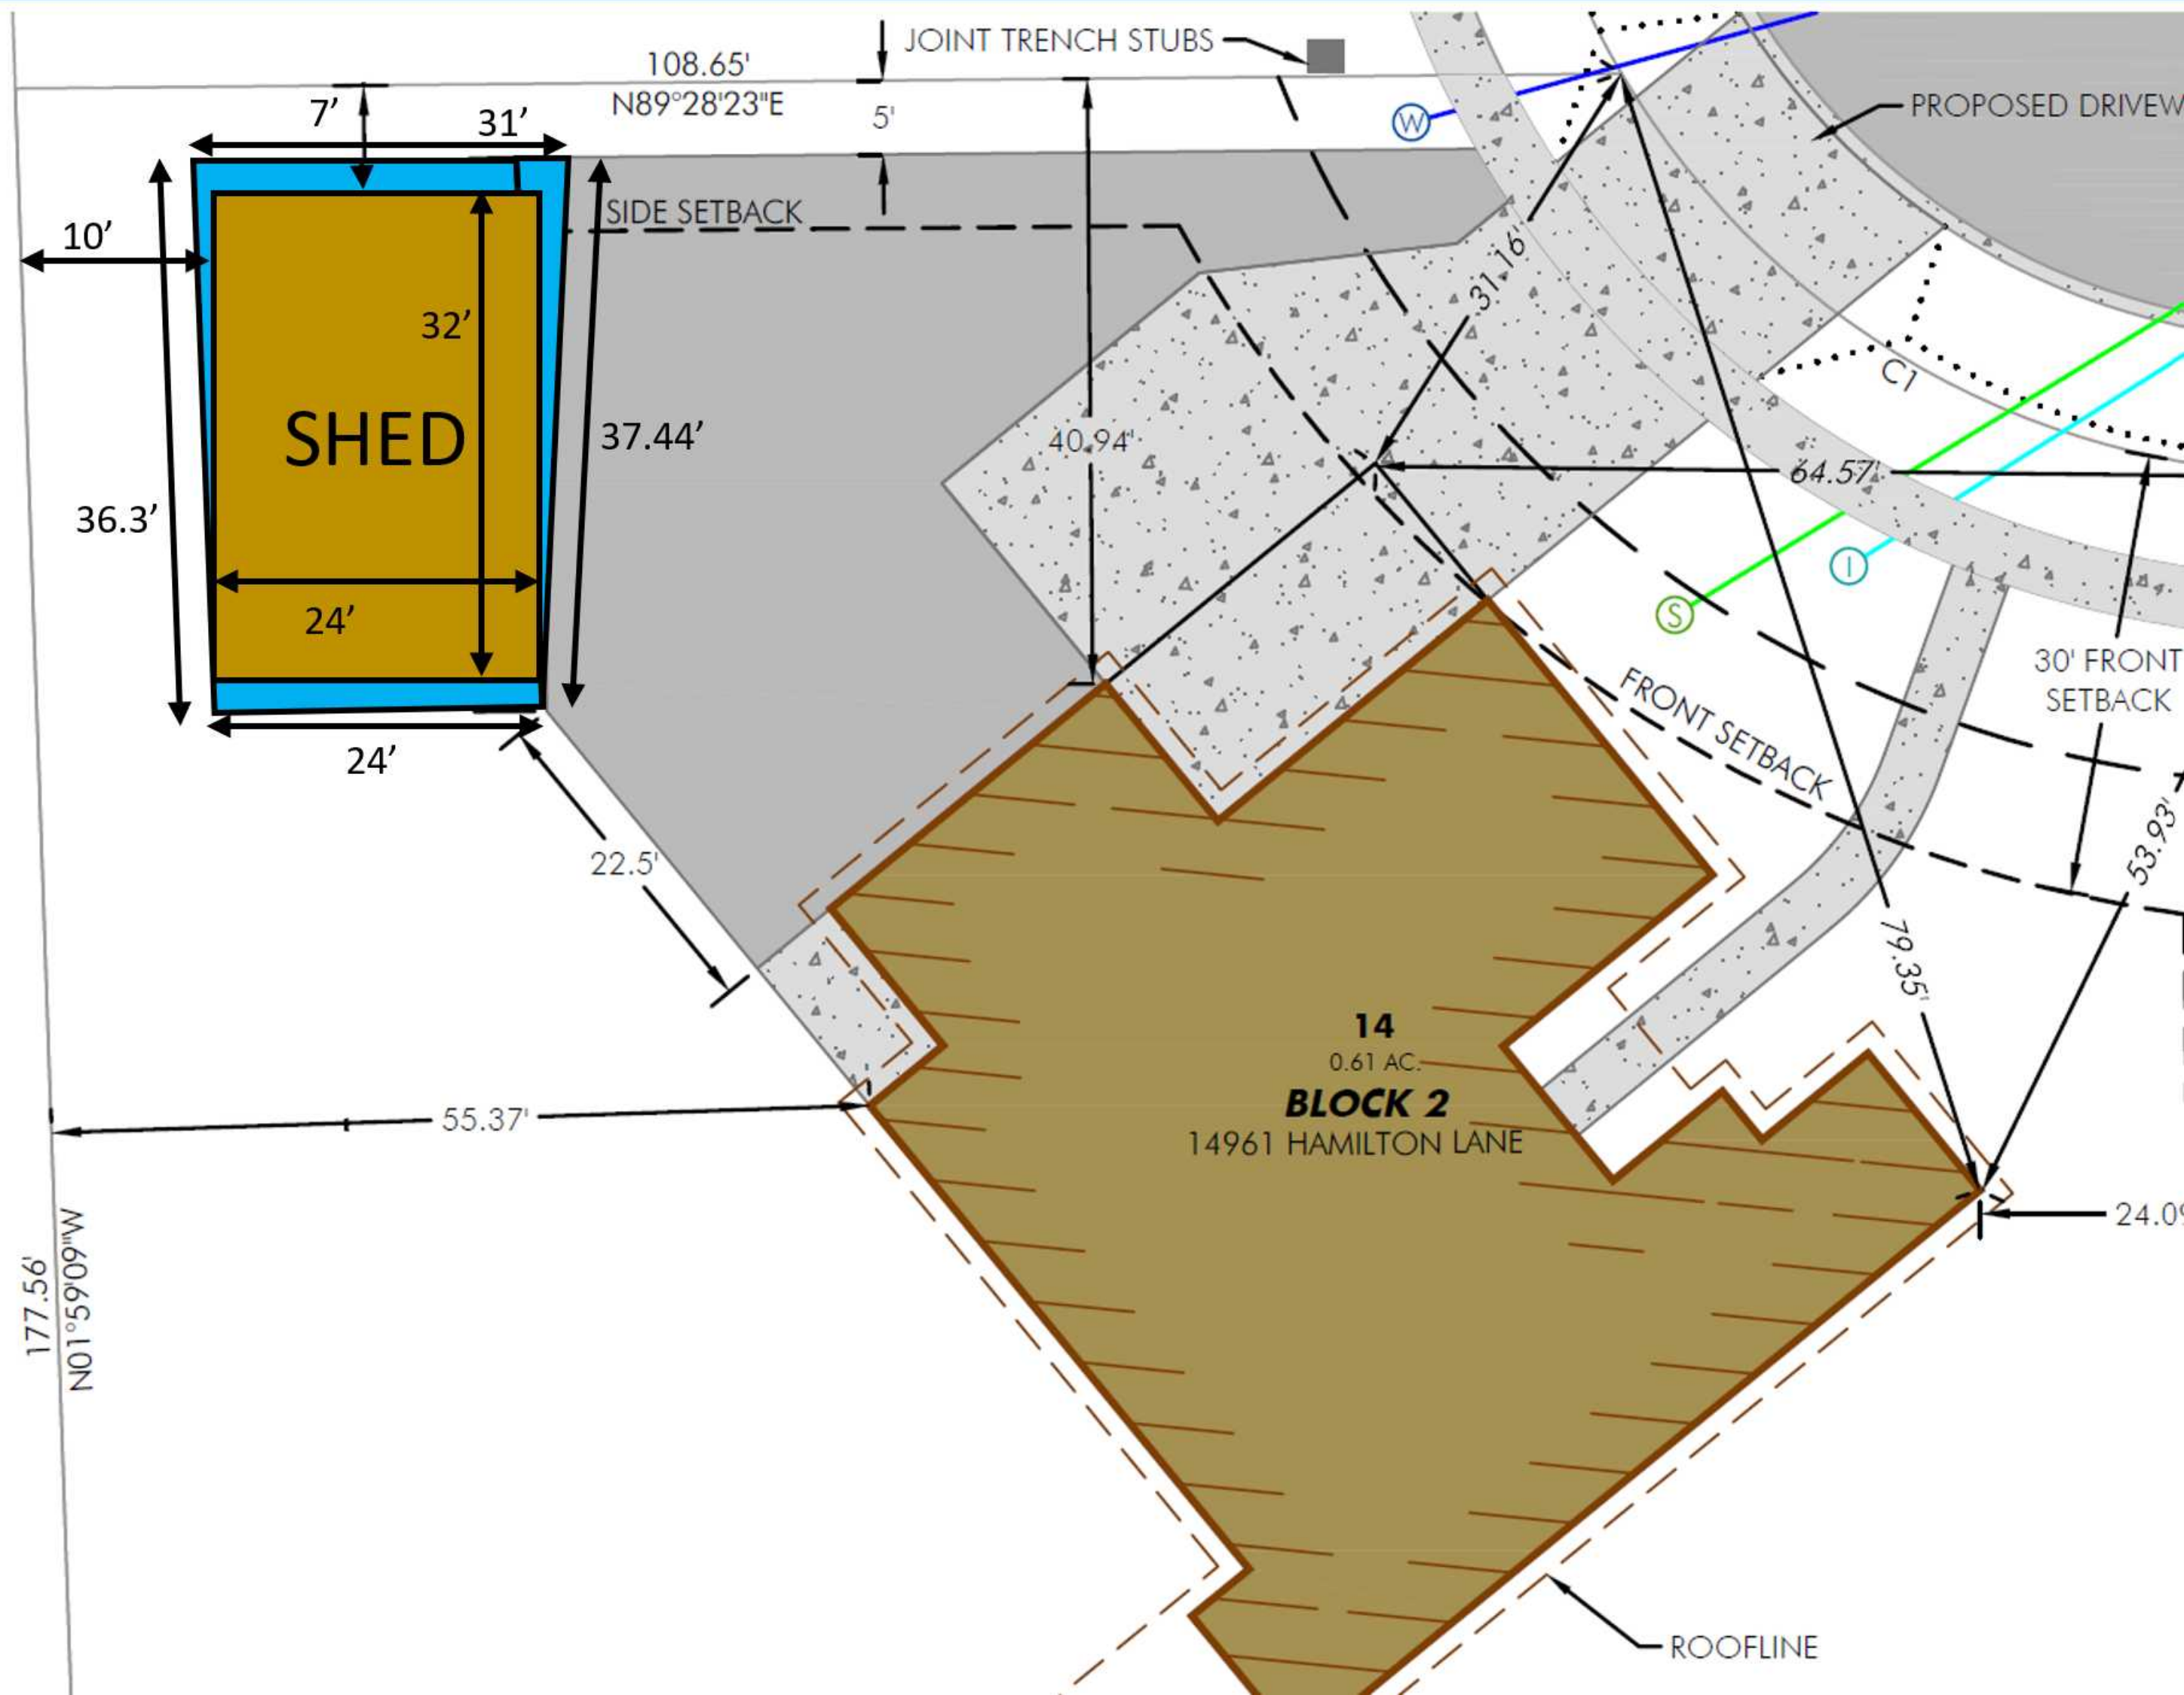 JOINT TRENCH STUBS
108.65'
N89°28'23"E
5'
7'
31'
W
PROPOSED DRIVEW
SIDE SETBACK
10'
32'
31.16'
C1
SHED
37.44'
40.94'
64.57'
36.3'
I
S
24'
30' FRONT
SETBACK
FRONT SETBACK
24'
22.5'
53.93'
79.35'
14
0.61 AC.
BLOCK 2
14961 HAMILTON LANE
55.37'
24.09
177.56'
N01°59'09"W
ROOFLINE